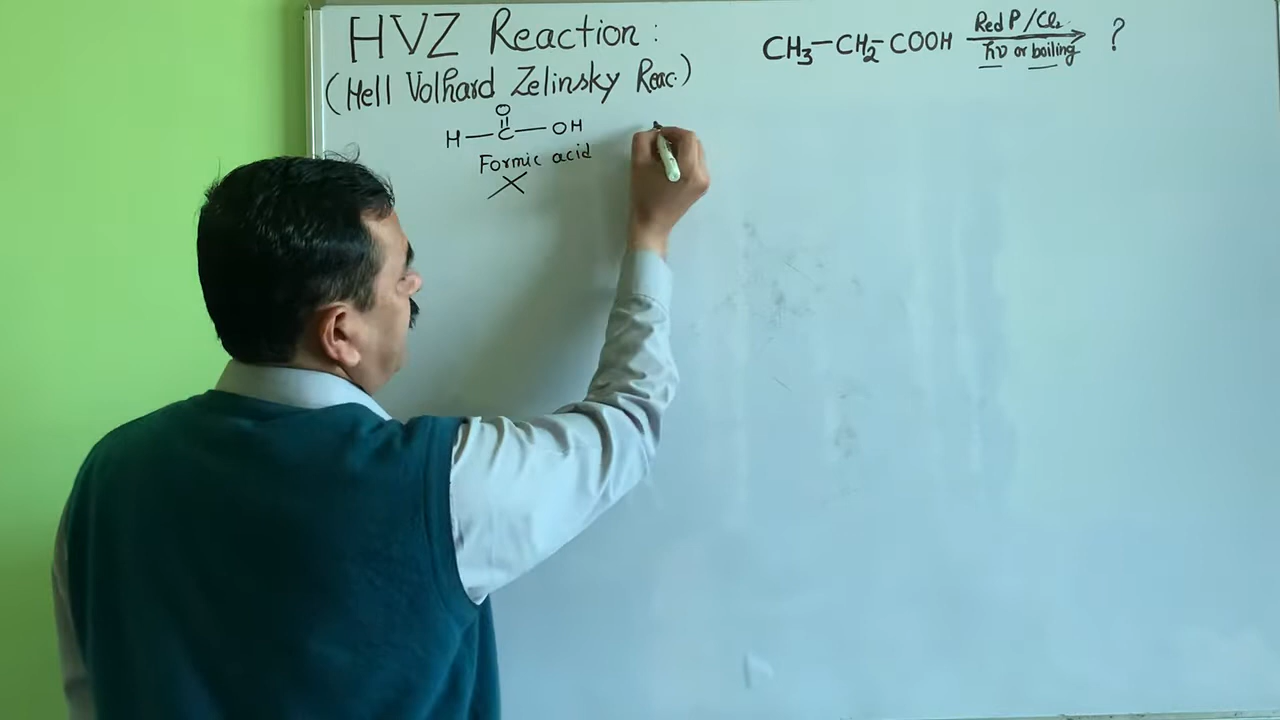 HVZ Reaction:
(Hell Volhard Zelinsky Reac.)
O
H—C—OH
Formic acid
X
Red P/Cl₂
CH₃—CH₂—COOH → ?
hν or boiling